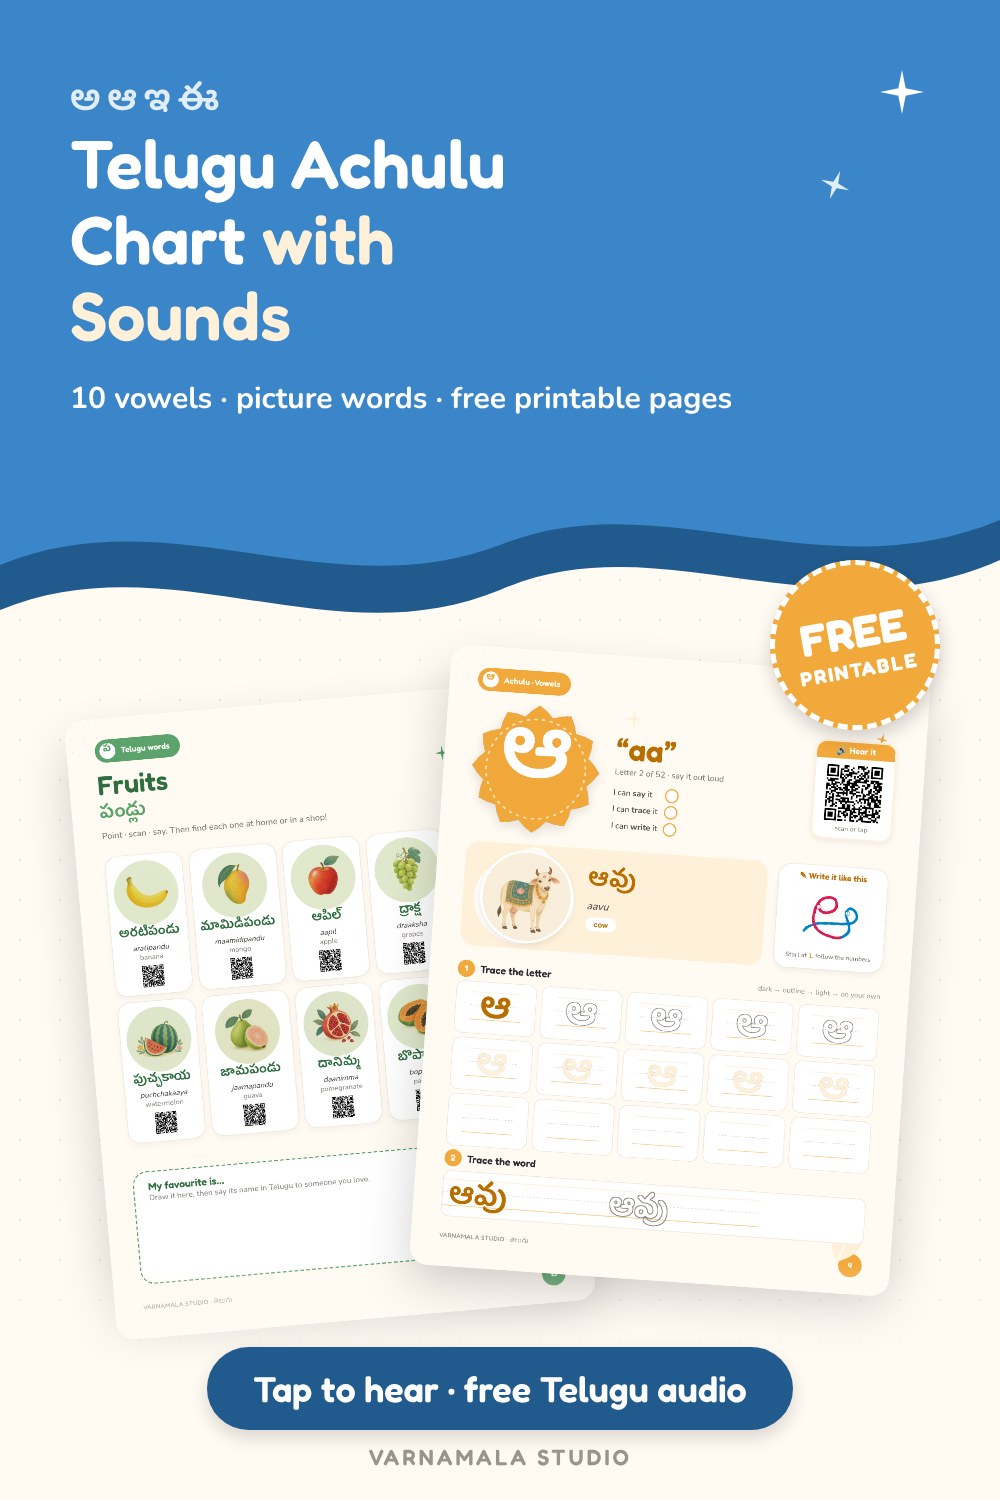 అ ఆ ఇ ఈ
Telugu Achulu
Chart with
Sounds
10 vowels · picture words · free printable pages
FREE
PRINTABLE
Telugu words
Fruits
పండ్లు
Point · scan · say. Then find each one at home or in a shop!
అరటిపండు
aratipandu
banana
మామిడిపండు
maamidipandu
mango
ఆపిల్
aapil
apple
ద్రాక్ష
draaksha
grapes
పుచ్చకాయ
puchchakaaya
watermelon
జామపండు
jaamapandu
guava
దానిమ్మ
daanimma
pomegranate
My favourite is...
Draw it here, then say its name in Telugu to someone you love.
VARNAMALA STUDIO · తెలుగు
ఆ
Achulu · Vowels
ఆ
“aa”
Letter 2 of 52 · say it out loud
I can say it
I can trace it
I can write it
Hear it
scan or tap
ఆవు
aavu
cow
Write it like this
Start at 1, follow the numbers
1 Trace the letter
dark → outline → light → on your own
ఆ ఆ ఆ ఆ ఆ
ఆ ఆ ఆ ఆ ఆ
2 Trace the word
ఆవు ఆవు
VARNAMALA STUDIO · తెలుగు
9
Tap to hear · free Telugu audio
VARNAMALA STUDIO